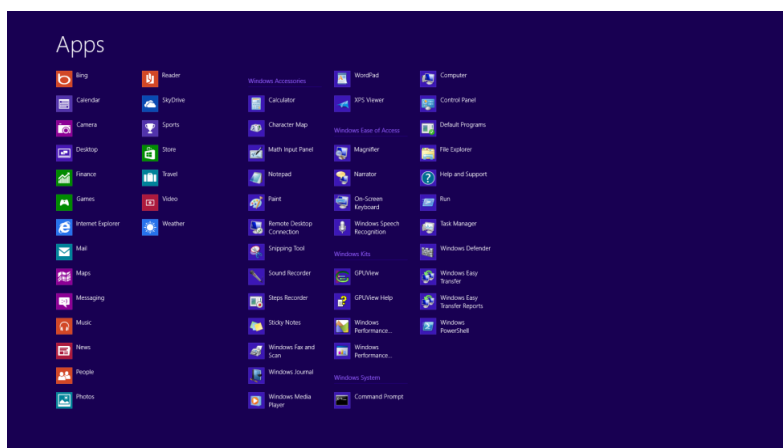 Apps
Bing
Calendar
Camera
Desktop
Finance
Games
Internet Explorer
Mail
Maps
Messaging
Music
News
People
Photos
Reader
SkyDrive
Sports
Store
Travel
Video
Weather
Windows Accessories
Calculator
Character Map
Math Input Panel
Notepad
Paint
Remote Desktop
Connection
Snipping Tool
Sound Recorder
Steps Recorder
Sticky Notes
Windows Fax and
Scan
Windows Journal
Windows Media
Player
WordPad
XPS Viewer
Windows Ease of Access
Magnifier
Narrator
On-Screen
Keyboard
Windows Speech
Recognition
Windows Kits
GPUView
GPUView Help
Windows
Performance...
Windows
Performance...
Windows System
Command Prompt
Computer
Control Panel
Default Programs
File Explorer
Help and Support
Run
Task Manager
Windows Defender
Windows Easy
Transfer
Windows Easy
Transfer Reports
Windows
PowerShell